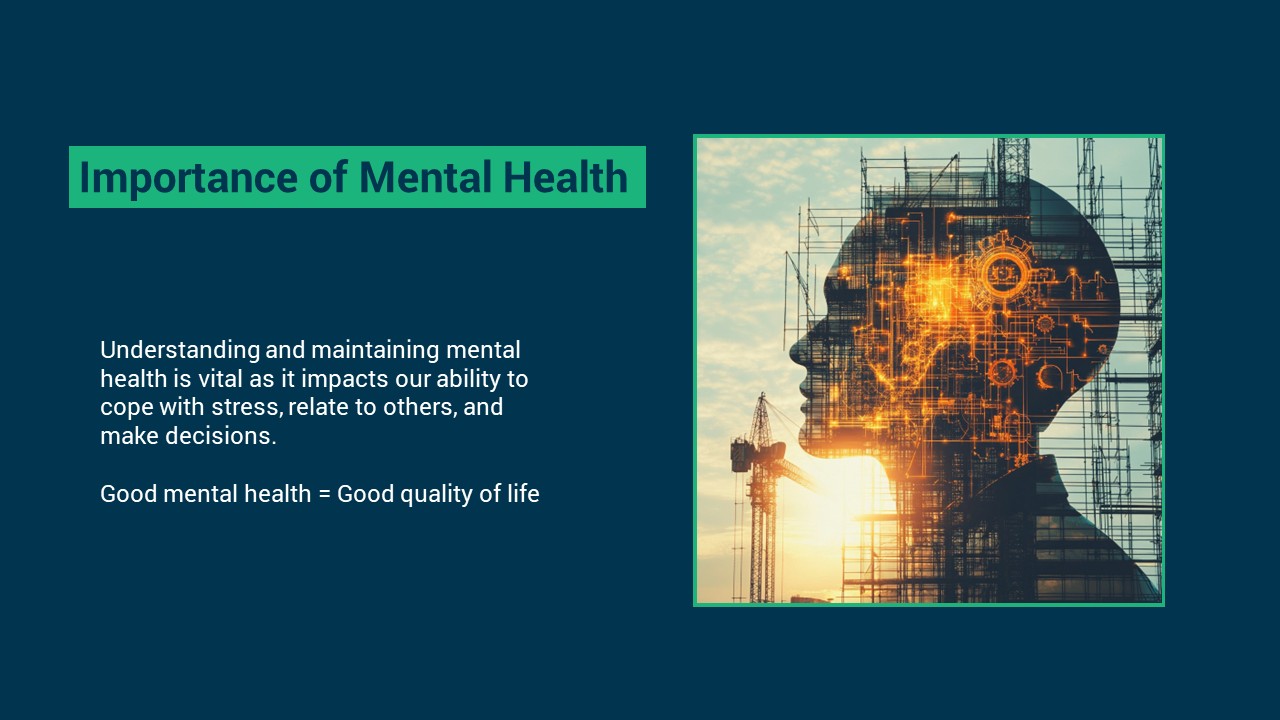 Importance of Mental Health
Understanding and maintaining mental
health is vital as it impacts our ability to
cope with stress, relate to others, and
make decisions.
Good mental health = Good quality of life